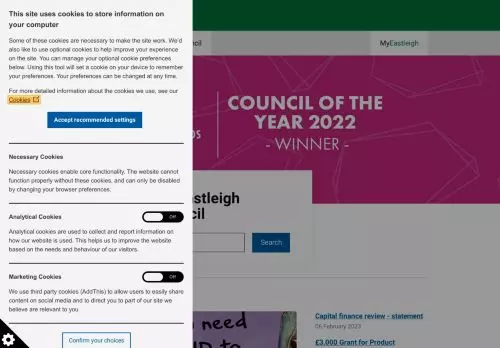 This site uses cookies to store information on
your computer
Some of these cookies are necessary to make the site work. We'd
also like to use optional cookies to help improve your experience
on the site. You can manage your optional cookie preferences
below. Using this tool will set a cookie on your device to remember
your preferences. Your preferences can be changed at any time.
For more detailed information about the cookies we use, see our
Cookies
Accept recommended settings
Necessary Cookies
Necessary cookies enable core functionality. The website cannot
function properly without these cookies, and can only be disabled
by changing your browser preferences.
Analytical Cookies
Off
Analytical cookies are used to collect and report information on
how our website is used. This helps us to improve the website
based on the needs and behaviour of our visitors.
Marketing Cookies
Off
We use third party cookies (AddThis) to allow users to easily share
content on social media and to direct you to part of our site we
believe are relevant to you
Confirm your choices
MyEastleigh
COUNCIL OF THE
YEAR 2022
- WINNER -
Search
need
Capital finance review - statement
06 February 2023
£3,000 Grant for Product